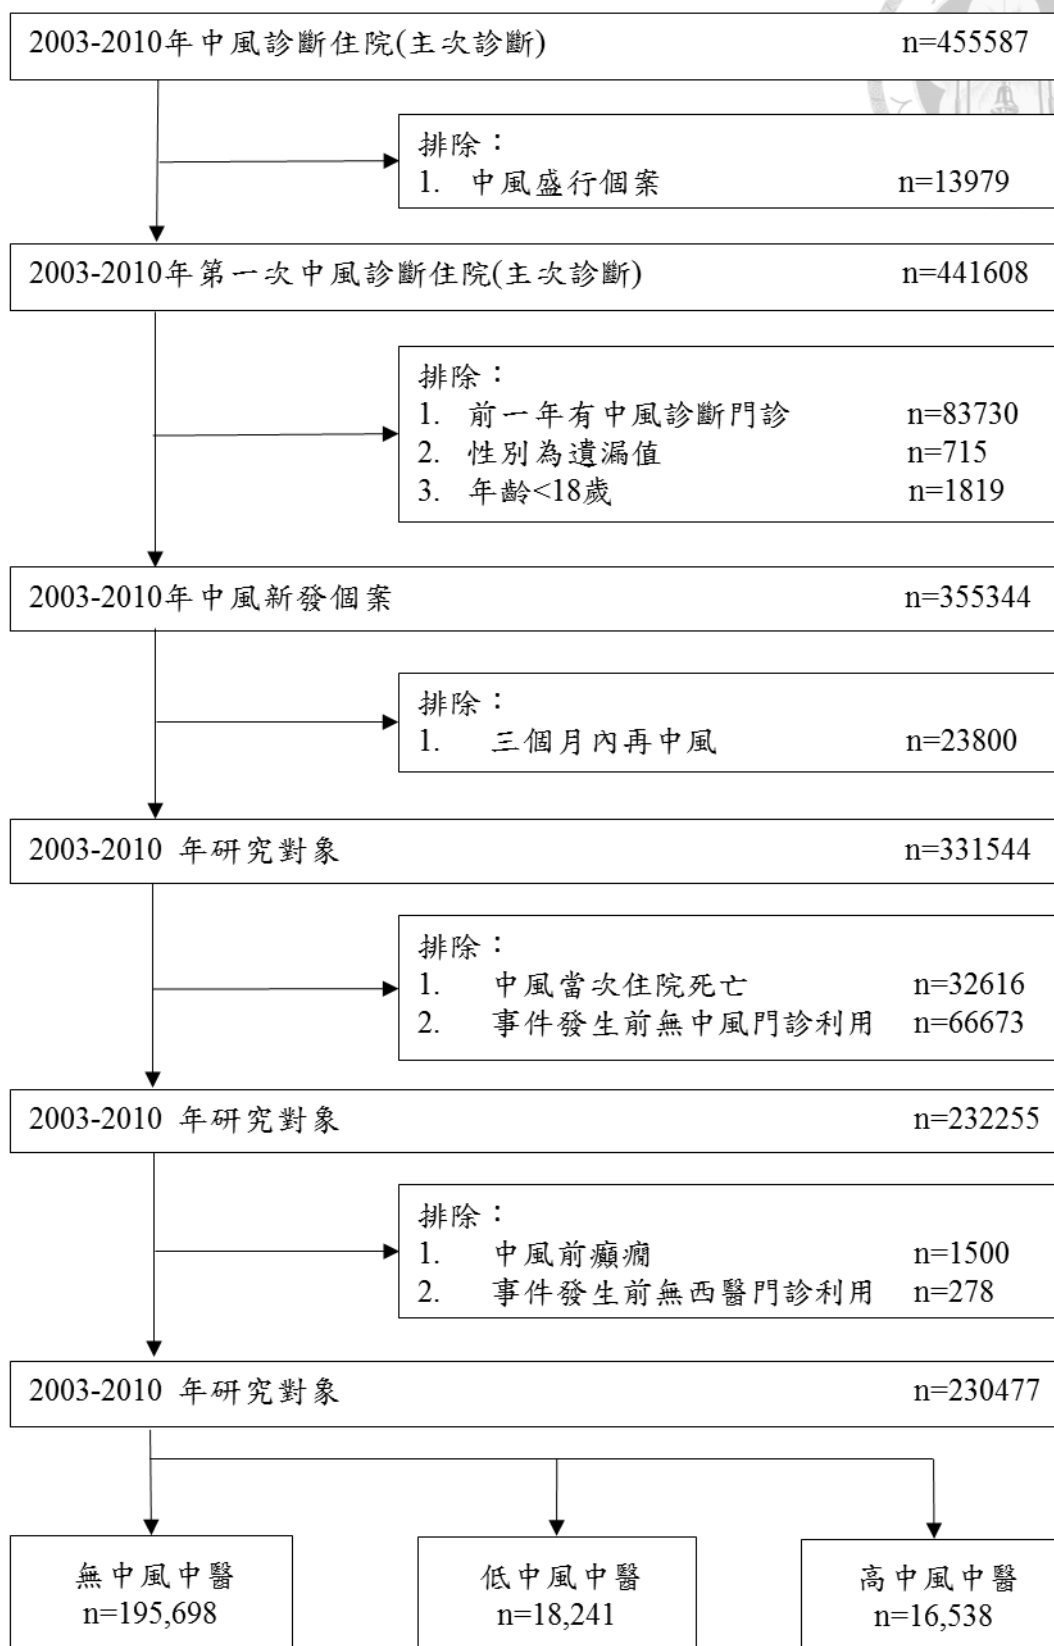 2003-2010年中風診斷住院(主次診斷) n=455587
排除：
1. 中風盛行個案 n=13979
2003-2010年第一次中風診斷住院(主次診斷) n=441608
排除：
1. 前一年有中風診斷門診 n=83730
2. 性別為遺漏值 n=715
3. 年齡<18歲 n=1819
2003-2010年中風新發個案 n=355344
排除：
1. 三個月內再中風 n=23800
2003-2010 年研究對象 n=331544
排除：
1. 中風當次住院死亡 n=32616
2. 事件發生前無中風門診利用 n=66673
2003-2010 年研究對象 n=232255
排除：
1. 中風前癲癇 n=1500
2. 事件發生前無西醫門診利用 n=278
2003-2010 年研究對象 n=230477
無中風中醫
n=195,698
低中風中醫
n=18,241
高中風中醫
n=16,538